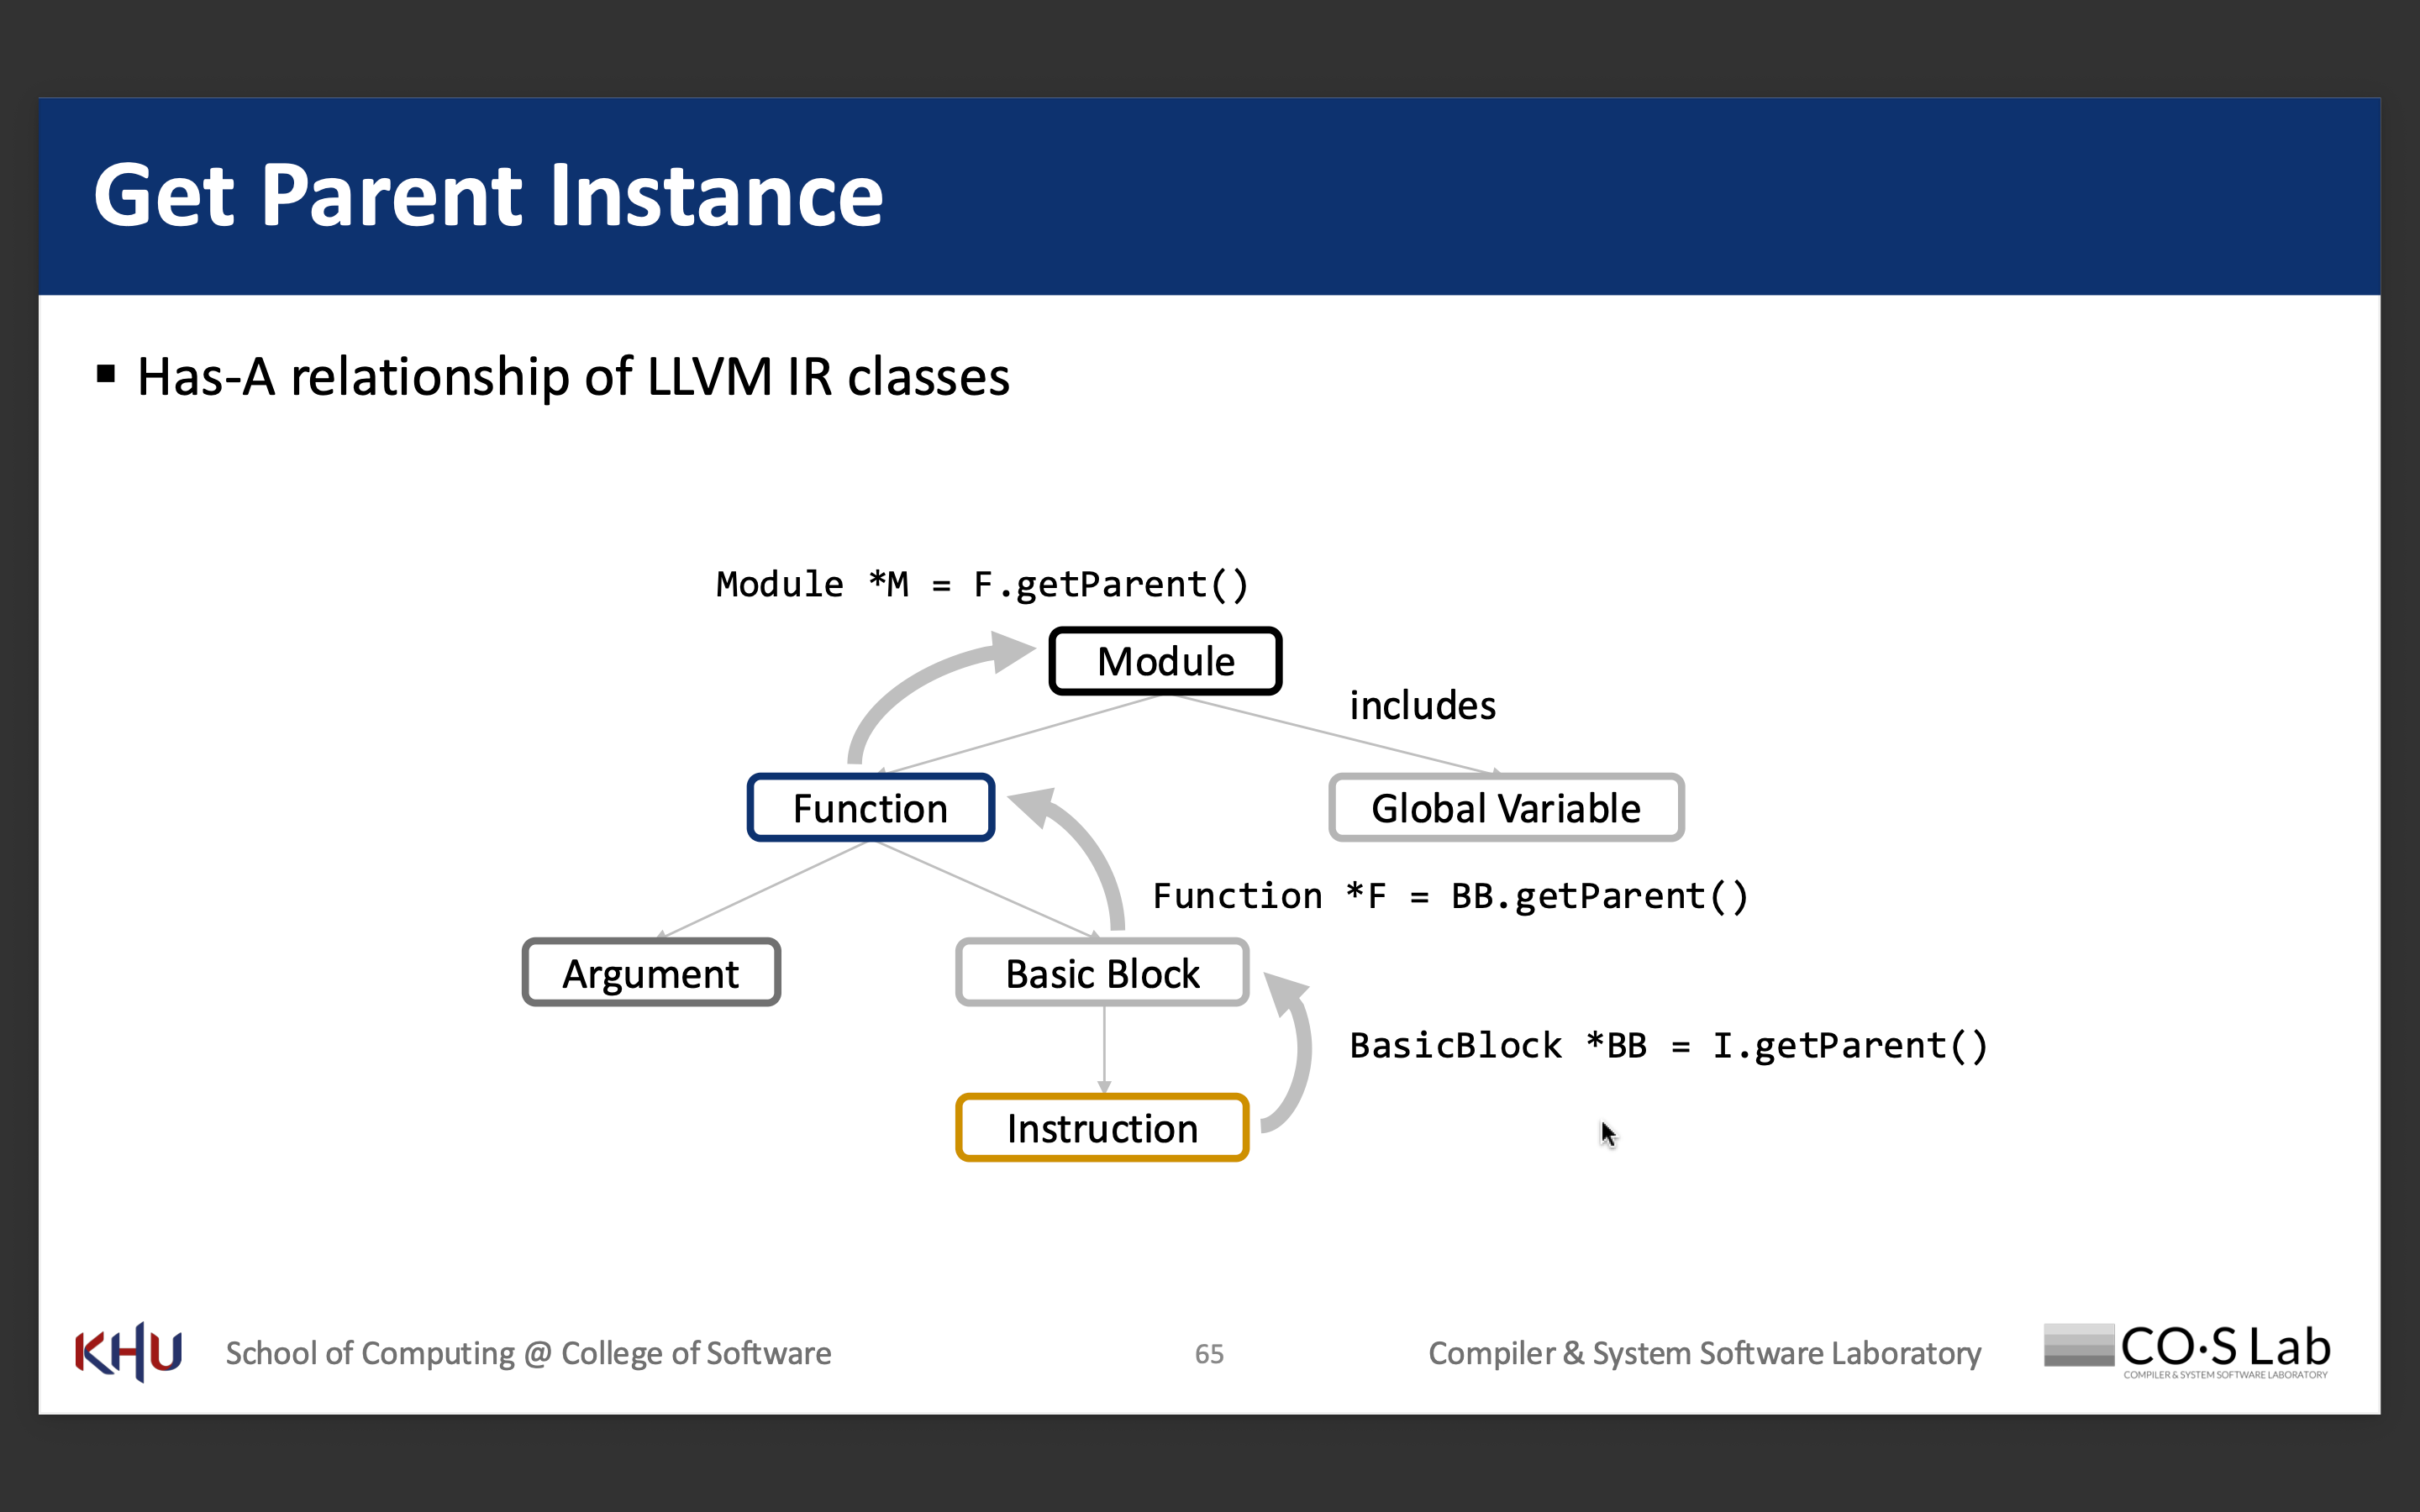 Get Parent Instance
▪ Has-A relationship of LLVM IR classes
Module *M = F.getParent()
Module
includes
Function
Global Variable
Function *F = BB.getParent()
Argument
Basic Block
BasicBlock *BB = I.getParent()
Instruction
KHU
School of Computing @ College of Software
65
Compiler & System Software Laboratory
CO·S Lab
COMPILER & SYSTEM SOFTWARE LABORATORY